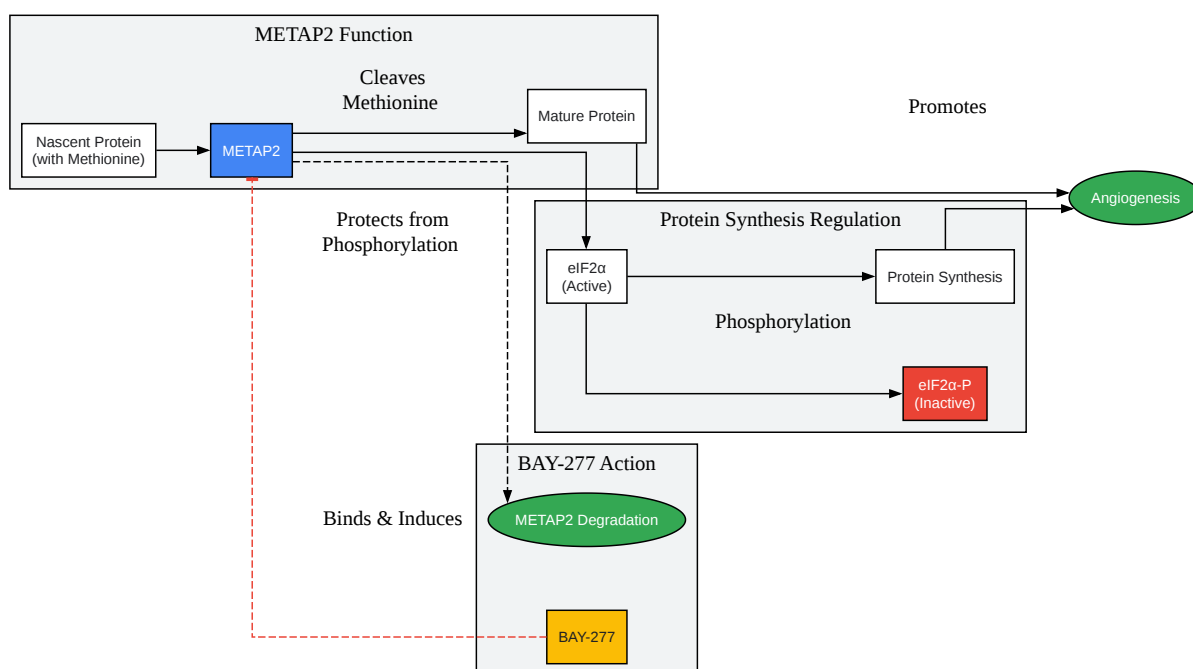 METAP2 Function
Cleaves
Methionine
Promotes
Mature Protein
Nascent Protein
(with Methionine)
METAP2
Angiogenesis
Protects from
Phosphorylation
Protein Synthesis Regulation
eIF2α
(Active)
Protein Synthesis
Phosphorylation
eIF2α-P
(Inactive)
BAY-277 Action
Binds & Induces
METAP2 Degradation
BAY-277